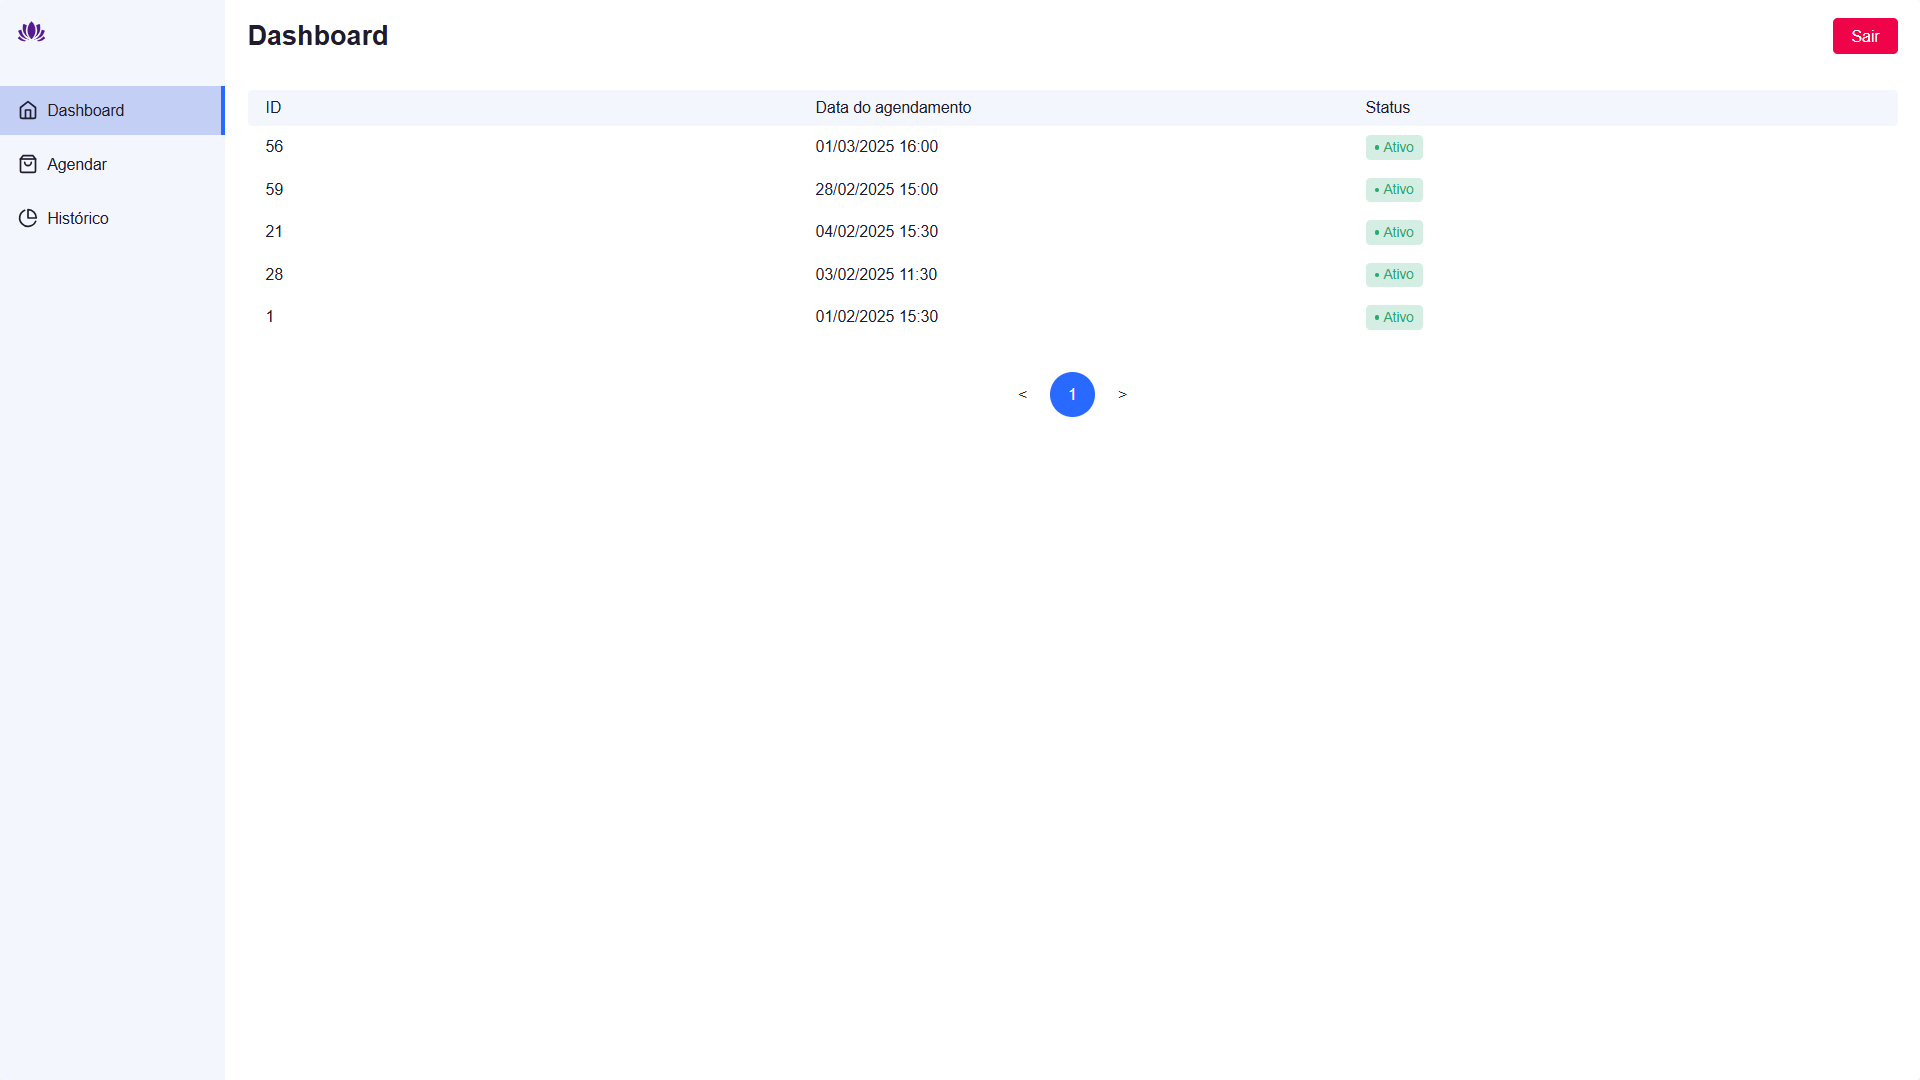 Dashboard
Sair
Dashboard
Agendar
Histórico
ID Data do agendamento Status
56 01/03/2025 16:00 • Ativo
59 28/02/2025 15:00 • Ativo
21 04/02/2025 15:30 • Ativo
28 03/02/2025 11:30 • Ativo
1 01/02/2025 15:30 • Ativo
< 1 >